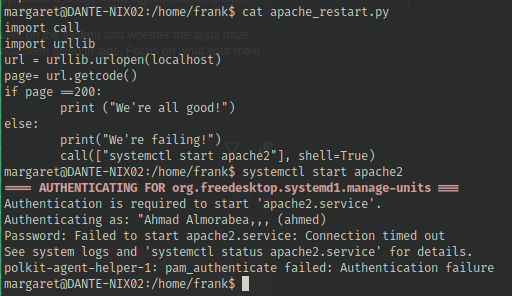 margaret@DANTE-NIX02:/home/frank$ cat apache_restart.py
import call
import urllib
url = urllib.urlopen(localhost)
page= url.getcode()
if page ==200:
        print ("We're all good!")
else:
        print("We're failing!")
        call(["systemctl start apache2"], shell=True)
margaret@DANTE-NIX02:/home/frank$ systemctl start apache2
==== AUTHENTICATING FOR org.freedesktop.systemd1.manage-units ===
Authentication is required to start 'apache2.service'.
Authenticating as: "Ahmad Almorabea,,, (ahmed)
Password: Failed to start apache2.service: Connection timed out
See system logs and 'systemctl status apache2.service' for details.
polkit-agent-helper-1: pam_authenticate failed: Authentication failure
margaret@DANTE-NIX02:/home/frank$